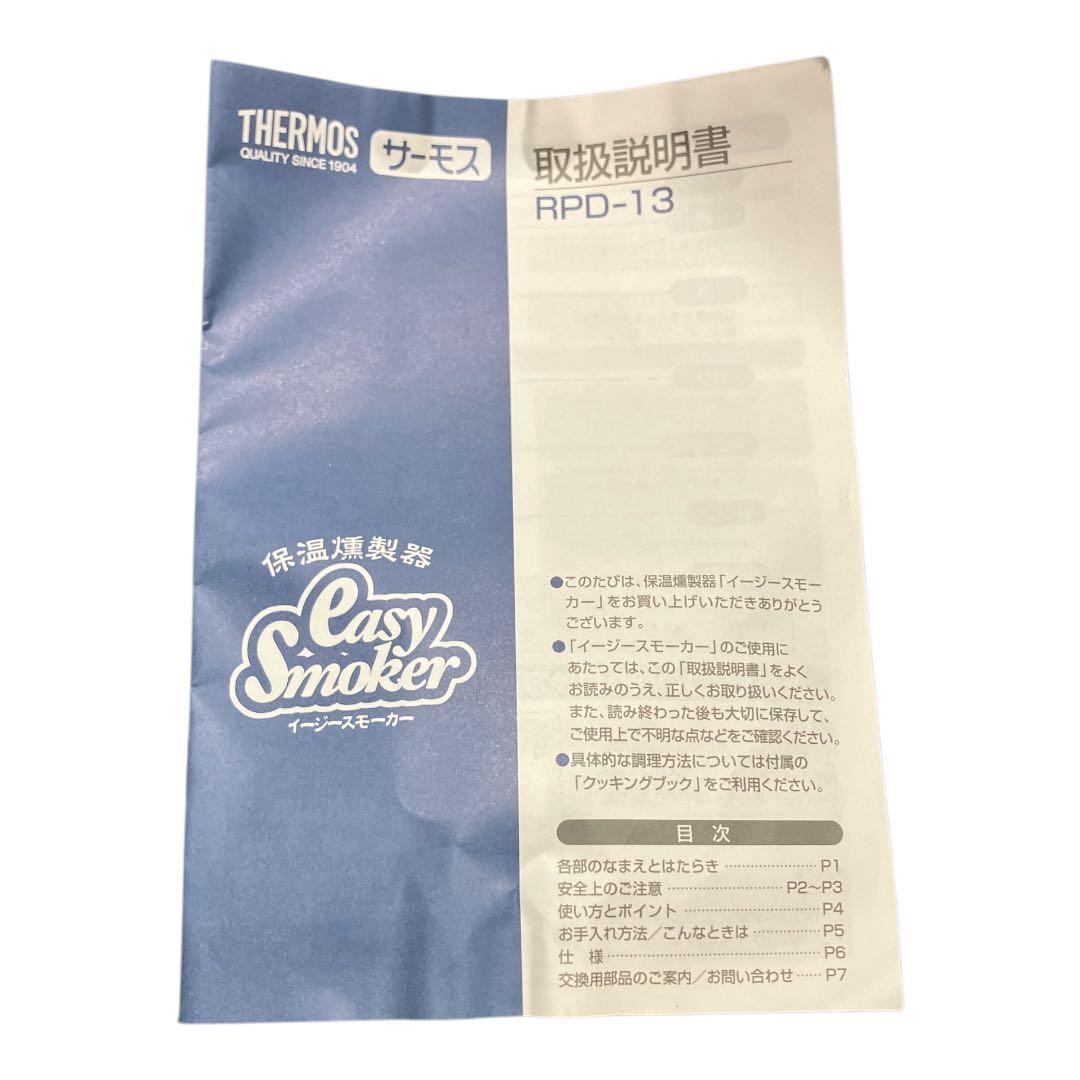 THERMOS
QUALITY SINCE 1904
サーモス
取扱説明書
RPD-13
保温燻製器
easy
Smoker
イージースモーカー
●このたびは、保温燻製器「イージースモー
カー」をお買い上げいただきありがとう
ございます。
●「イージースモーカー」のご使用に
あたっては、この「取扱説明書」をよく
お読みのうえ、正しくお取り扱いください。
また、読み終わった後も大切に保存して、
ご使用上で不明な点などをご確認ください。
●具体的な調理方法については付属の
「クッキングブック」をご利用ください。
目 次
各部のなまえとはたらき ………………… P1
安全上のご注意 …………………… P2～P3
使い方とポイント ………………………… P4
お手入れ方法／こんなときは …………… P5
仕 様 ……………………………………… P6
交換用部品のご案内／お問い合わせ …… P7